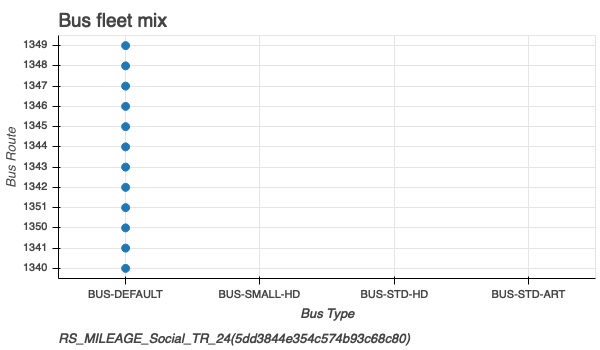 Bus fleet mix
Bus Route
1349
1348
1347
1346
1345
1344
1343
1342
1351
1350
1341
1340
BUS-DEFAULT BUS-SMALL-HD BUS-STD-HD BUS-STD-ART
Bus Type
RS_MILEAGE_Social_TR_24(5dd3844e354c574b93c68c80)